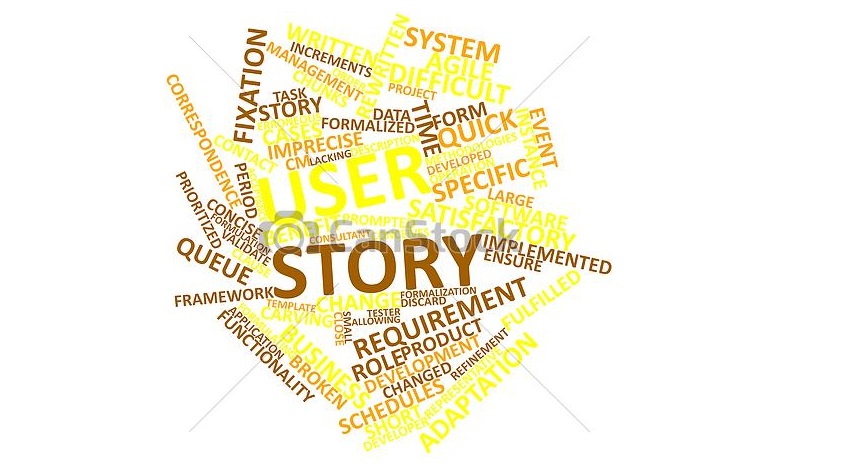 WRITTEN
REWRITTEN
SYSTEM
FIXATION
INCREMENTS
MANAGEMENT
AGILE
DIFFICULT
CHUNKS
PROJECT
CORRESPONDENCE
TASK
STORY
DATA
TIME
FORM
FORMALIZED
QUICK
EVENT
INSTANCE
CASES
IMPRECISE
DESCRIPTION
METHODOLOGIES
CONTACT
CM
LACKING
DEVELOPED
USER
SPECIFIC
LARGE
PERIOD
PRIORITIZED
CONCISE
FORMULATION
VALIDATE
SOFTWARE
SATISFACTORY
BENEFIT
CONSULTANT
CanStock
QUEUE
STORY
IMPLEMENTED
ENSURE
FRAMEWORK
TEMPLATE
CHANGE
FORMALIZATION
DISCARD
CARVING
SMALL
CLOSE
TESTER
ALLOWING
REQUIREMENT
FULFILLED
APPLICATION
FUNCTIONALITY
BUSINESS
BROKEN
ROLE
PRODUCT
DEVELOPMENT
REFINEMENT
CHANGED
SCHEDULES
REPRESENTATIVE
SHORT
DEVELOPER
ADAPTATION